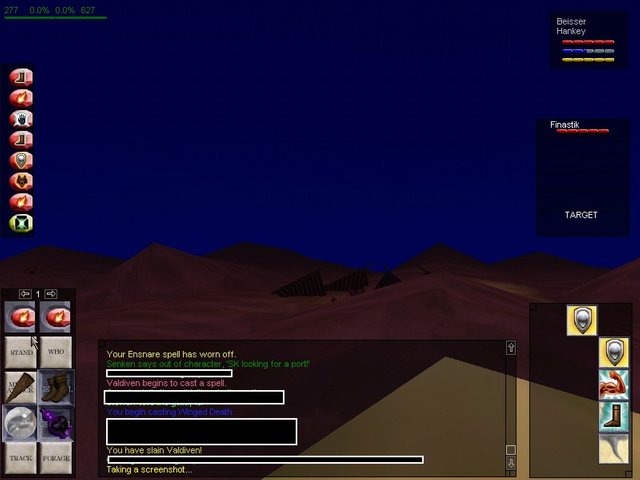 277 0.0% 0.0% 627
Beisser
Hankey
Finastik
TARGET
1
STAND
WHO
TRACK
FORAGE
Your Ensnare spell has worn off.
Senken says out of character, 'SK looking for a port!'
Valdiven begins to cast a spell.
You begin casting Winged Death.
You have slain Valdiven!
Taking a screenshot...